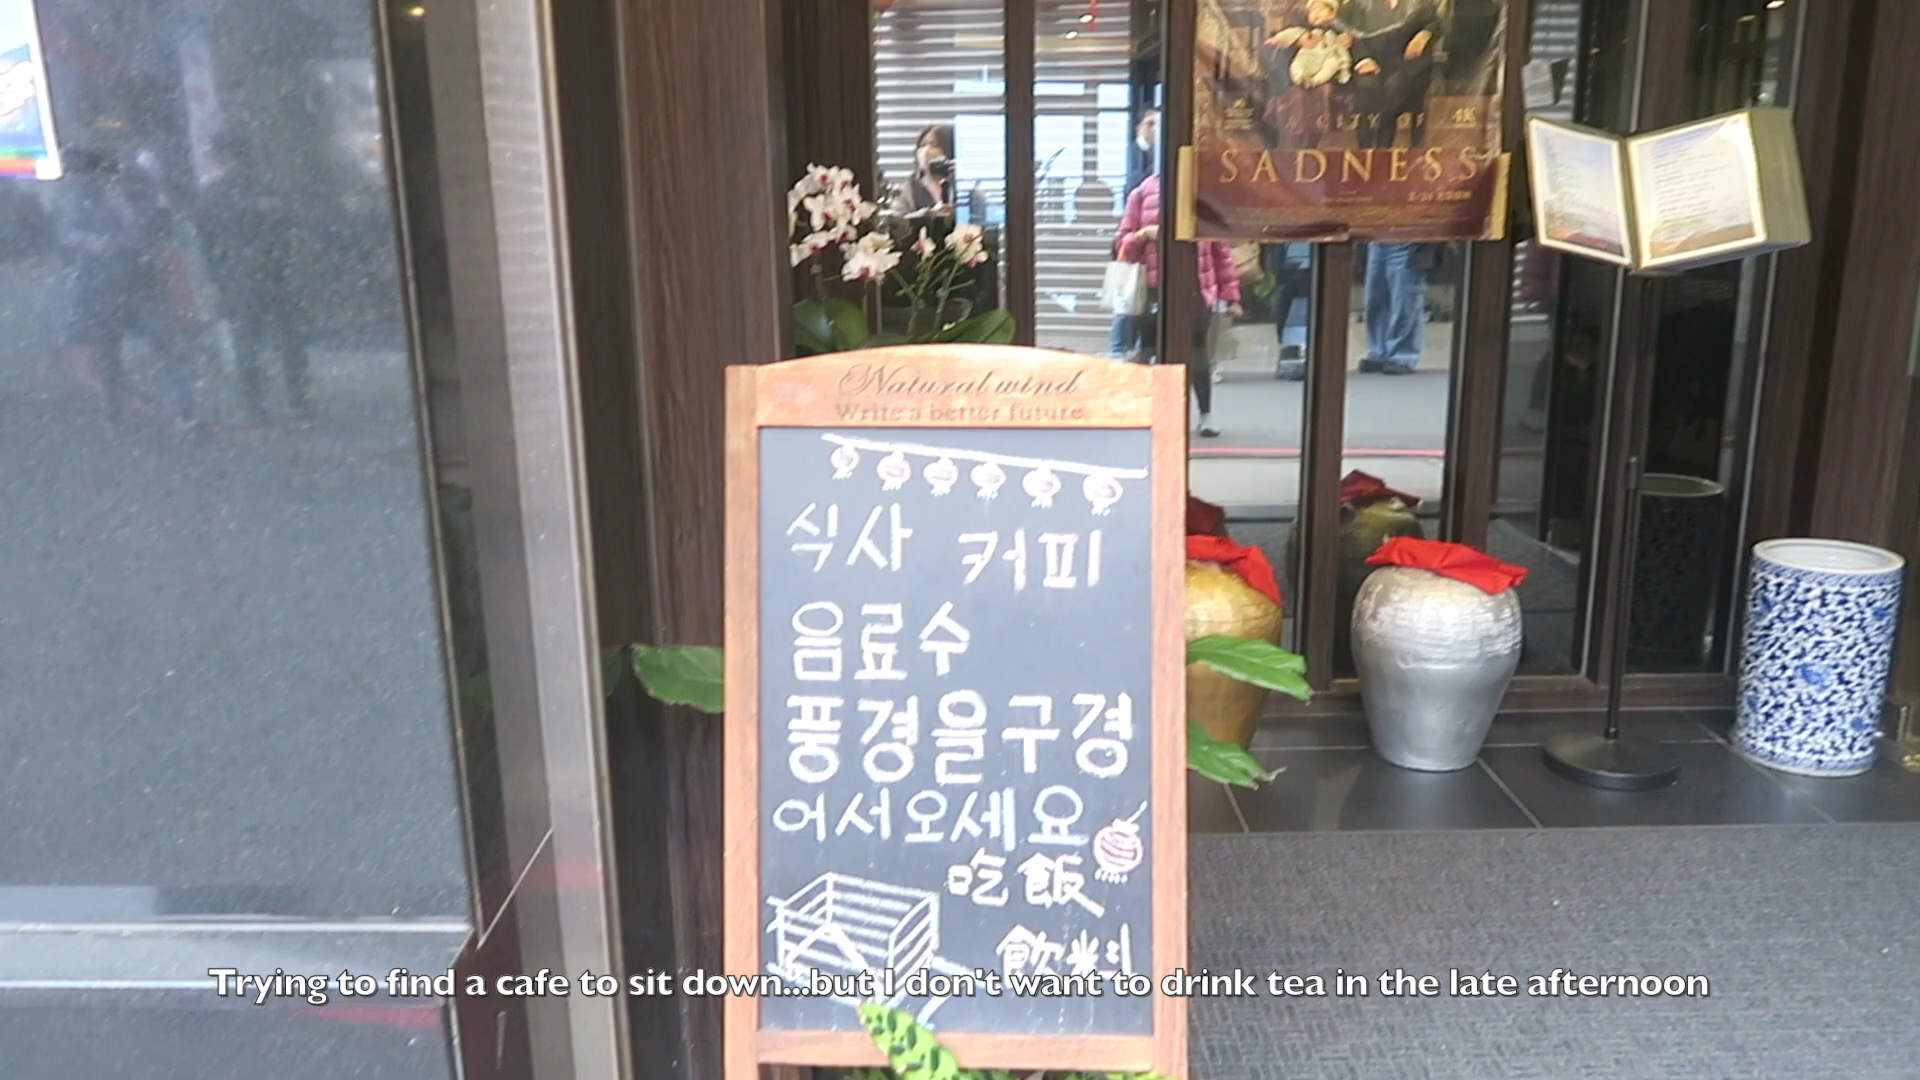 A CITY OF
4K
SADNESS
Natural wind
Write a better future
식사 커피
음료수
풍경을구경
어서오세요
吃飯
飲料
Trying to find a cafe to sit down...but I don't want to drink tea in the late afternoon